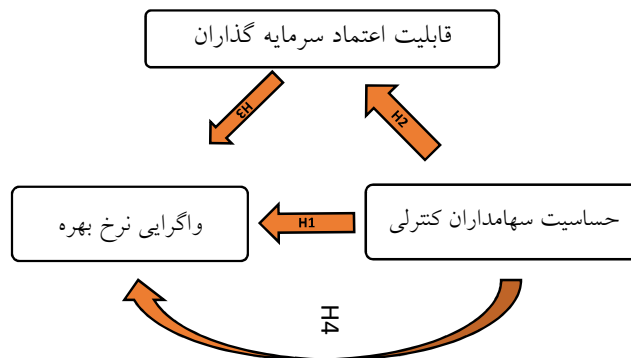 قابلیت اعتماد سرمایه گذاران
H3
H2
حساسیت سهامداران کنترلی
H1
واگرایی نرخ بهره
H4